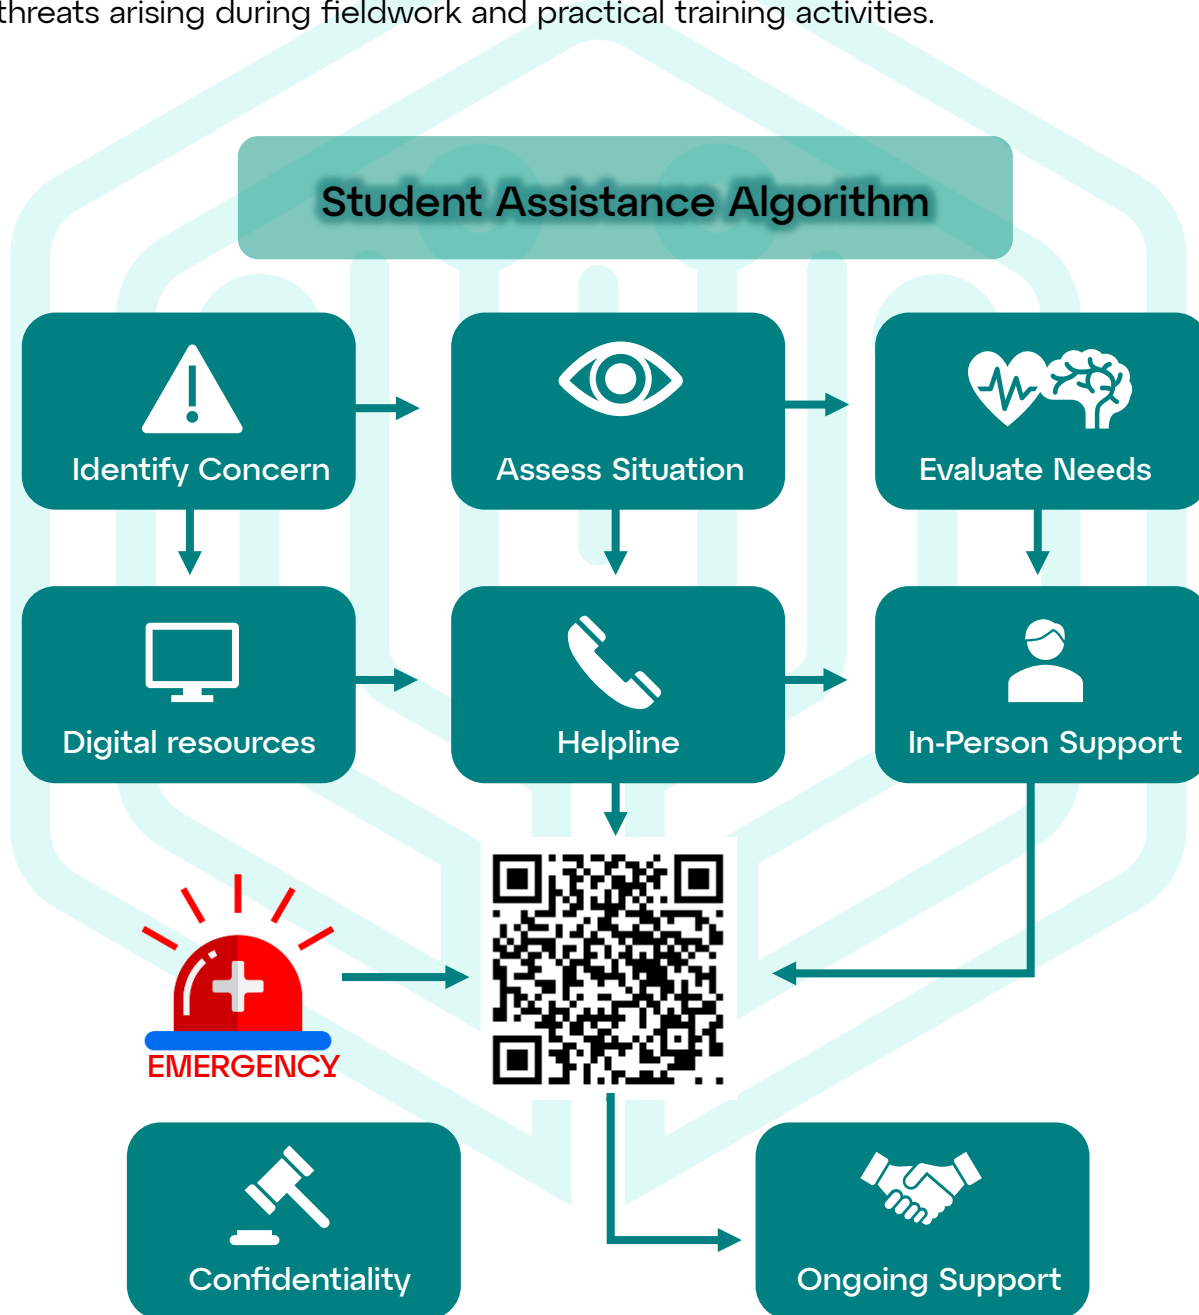 threats arising during fieldwork and practical training activities.
Student Assistance Algorithm
Identify Concern
Assess Situation
Evaluate Needs
Digital resources
Helpline
In-Person Support
EMERGENCY
Confidentiality
Ongoing Support